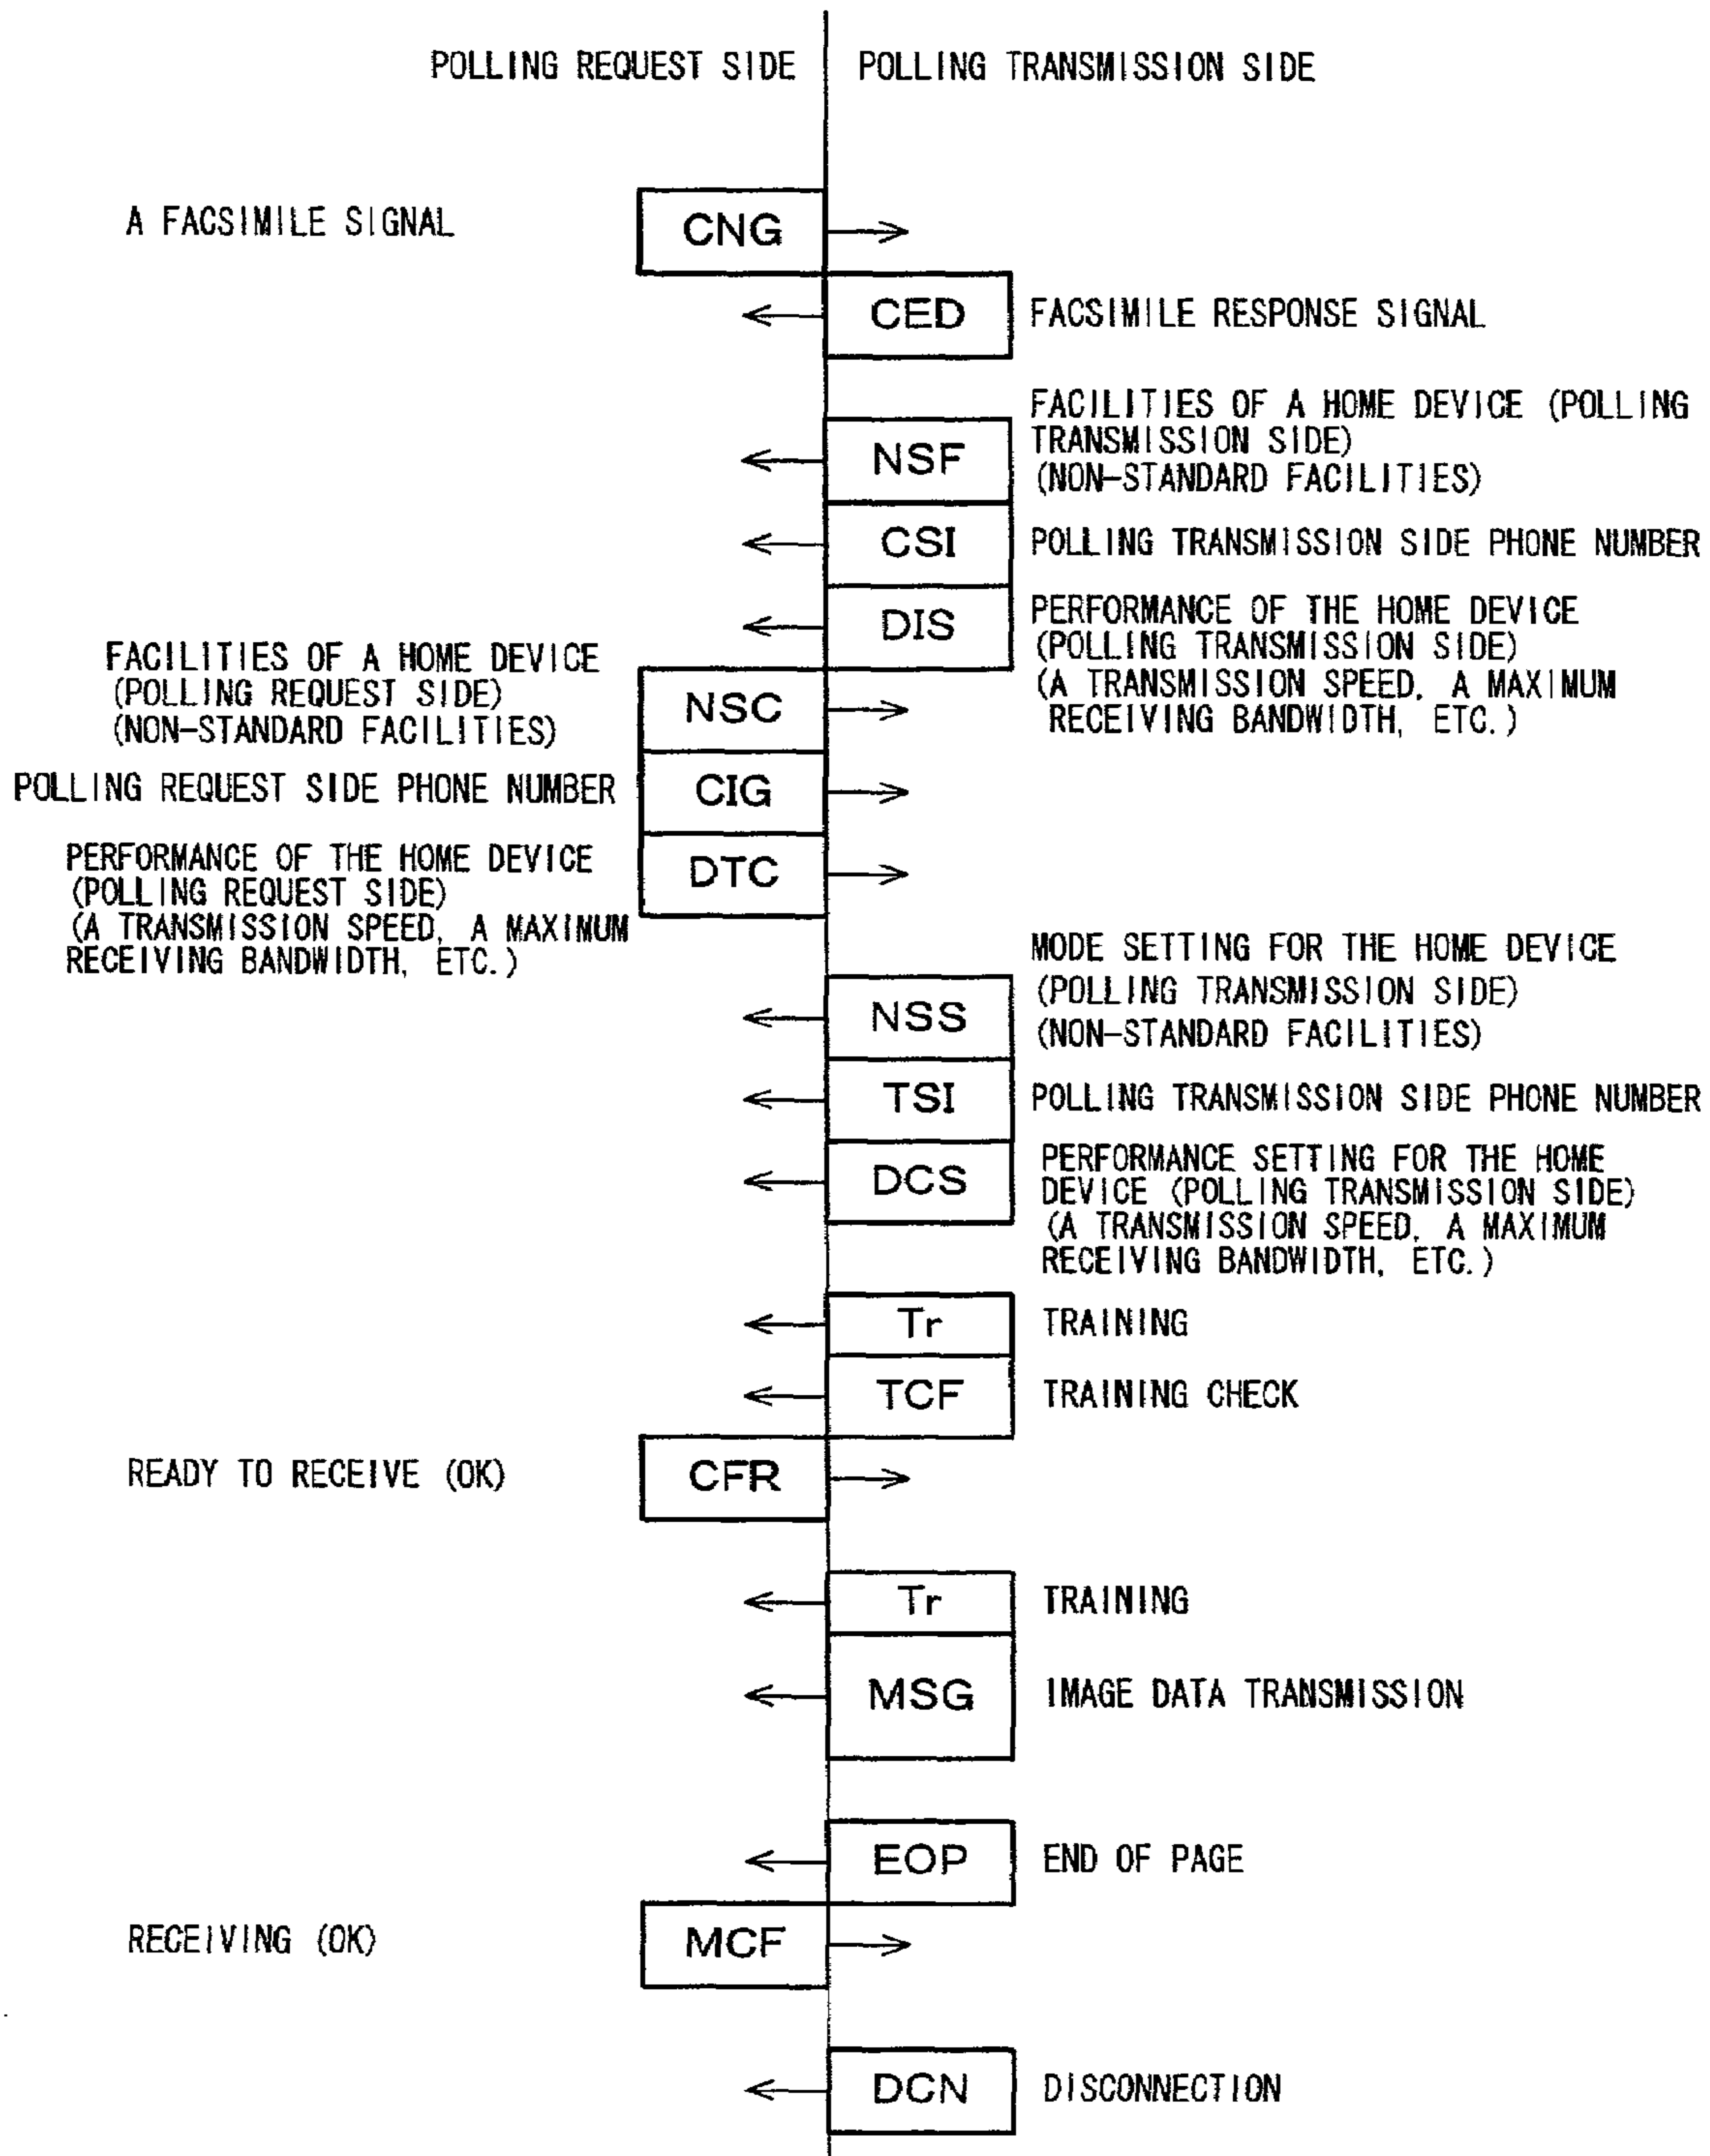 POLLING REQUEST SIDE
POLLING TRANSMISSION SIDE
A FACSIMILE SIGNAL
CNG
CED
FACSIMILE RESPONSE SIGNAL
NSF
FACILITIES OF A HOME DEVICE (POLLING
TRANSMISSION SIDE)
(NON-STANDARD FACILITIES)
CSI
POLLING TRANSMISSION SIDE PHONE NUMBER
DIS
PERFORMANCE OF THE HOME DEVICE
(POLLING TRANSMISSION SIDE)
(A TRANSMISSION SPEED, A MAXIMUM
RECEIVING BANDWIDTH, ETC.)
FACILITIES OF A HOME DEVICE
(POLLING REQUEST SIDE)
(NON-STANDARD FACILITIES)
NSC
POLLING REQUEST SIDE PHONE NUMBER
CIG
PERFORMANCE OF THE HOME DEVICE
(POLLING REQUEST SIDE)
(A TRANSMISSION SPEED, A MAXIMUM
RECEIVING BANDWIDTH, ETC.)
DTC
NSS
MODE SETTING FOR THE HOME DEVICE
(POLLING TRANSMISSION SIDE)
(NON-STANDARD FACILITIES)
TSI
POLLING TRANSMISSION SIDE PHONE NUMBER
DCS
PERFORMANCE SETTING FOR THE HOME
DEVICE (POLLING TRANSMISSION SIDE)
(A TRANSMISSION SPEED, A MAXIMUM
RECEIVING BANDWIDTH, ETC.)
Tr
TRAINING
TCF
TRAINING CHECK
READY TO RECEIVE (OK)
CFR
Tr
TRAINING
MSG
IMAGE DATA TRANSMISSION
EOP
END OF PAGE
RECEIVING (OK)
MCF
DCN
DISCONNECTION